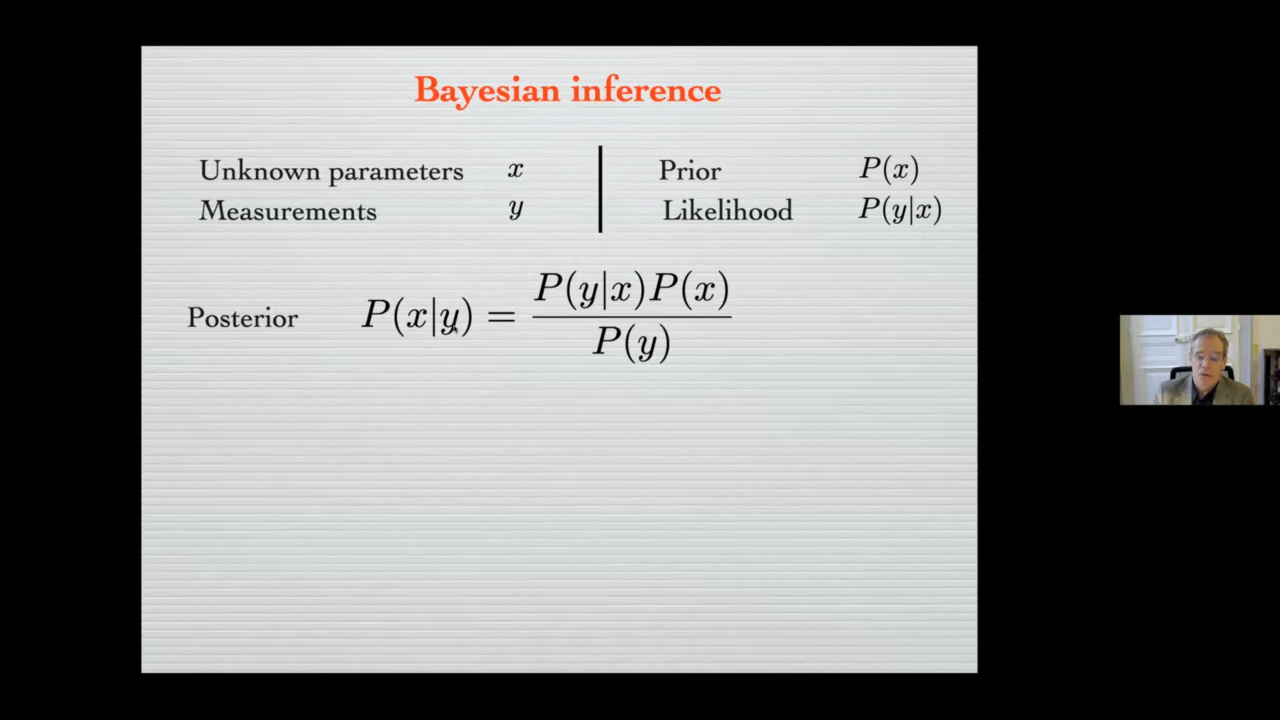 Bayesian inference
Unknown parameters x
Measurements y
Prior P(x)
Likelihood P(y|x)
Posterior P(x|y) = P(y|x)P(x) / P(y)